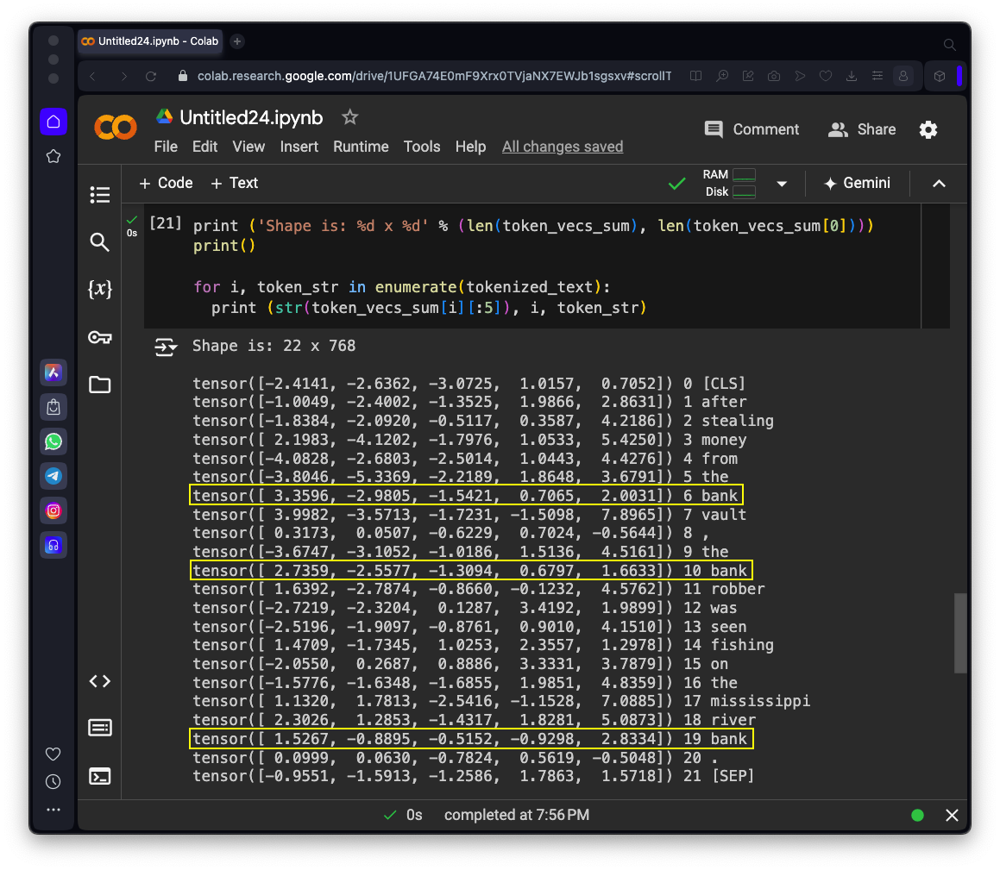 Untitled24.ipynb - Colab
colab.research.google.com/drive/1UFGA74E0mF9Xrx0TVjaNX7EWJb1sgsxv#scrollT
Untitled24.ipynb
Comment
Share
File Edit View Insert Runtime Tools Help All changes saved
+ Code + Text
RAM
Disk
Gemini
0s
[21] print ('Shape is: %d x %d' % (len(token_vecs_sum), len(token_vecs_sum[0])))
print()
for i, token_str in enumerate(tokenized_text):
  print (str(token_vecs_sum[i][:5]), i, token_str)
{x}
Shape is: 22 x 768
tensor([-2.4141, -2.6362, -3.0725,  1.0157,  0.7052]) 0 [CLS]
tensor([-1.0049, -2.4002, -1.3525,  1.9866,  2.8631]) 1 after
tensor([-1.8384, -2.0920, -0.5117,  0.3587,  4.2186]) 2 stealing
tensor([ 2.1983, -4.1202, -1.7976,  1.0533,  5.4250]) 3 money
tensor([-4.0828, -2.6803, -2.5014,  1.0443,  4.4276]) 4 from
tensor([-3.8046, -5.3369, -2.2189,  1.8648,  3.6791]) 5 the
tensor([ 3.3596, -2.9805, -1.5421,  0.7065,  2.0031]) 6 bank
tensor([ 3.9982, -3.5713, -1.7231, -1.5098,  7.8965]) 7 vault
tensor([ 0.3173,  0.0507, -0.6229,  0.7024, -0.5644]) 8 ,
tensor([-3.6747, -3.1052, -1.0186,  1.5136,  4.5161]) 9 the
tensor([ 2.7359, -2.5577, -1.3094,  0.6797,  1.6633]) 10 bank
tensor([ 1.6392, -2.7874, -0.8660, -0.1232,  4.5762]) 11 robber
tensor([-2.7219, -2.3204,  0.1287,  3.4192,  1.9899]) 12 was
tensor([-2.5196, -1.9097, -0.8761,  0.9010,  4.1510]) 13 seen
tensor([ 1.4709, -1.7345,  1.0253,  2.3557,  1.2978]) 14 fishing
tensor([-2.0550,  0.2687,  0.8886,  3.3331,  3.7879]) 15 on
tensor([-1.5776, -1.6348, -1.6855,  1.9851,  4.8359]) 16 the
tensor([ 1.1320,  1.7813, -2.5416, -1.1528,  7.0885]) 17 mississippi
tensor([ 2.3026,  1.2853, -1.4317,  1.8281,  5.0873]) 18 river
tensor([ 1.5267, -0.8895, -0.5152, -0.9298,  2.8334]) 19 bank
tensor([ 0.0999,  0.0630, -0.7824,  0.5619, -0.5048]) 20 .
tensor([-0.9551, -1.5913, -1.2586,  1.7863,  1.5718]) 21 [SEP]
0s completed at 7:56 PM